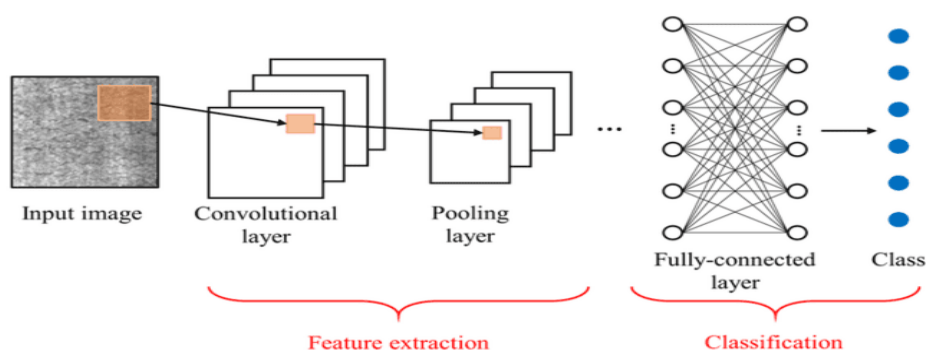 ...
Input image
Convolutional
layer
Pooling
layer
Fully-connected
layer
Class
Feature extraction
Classification